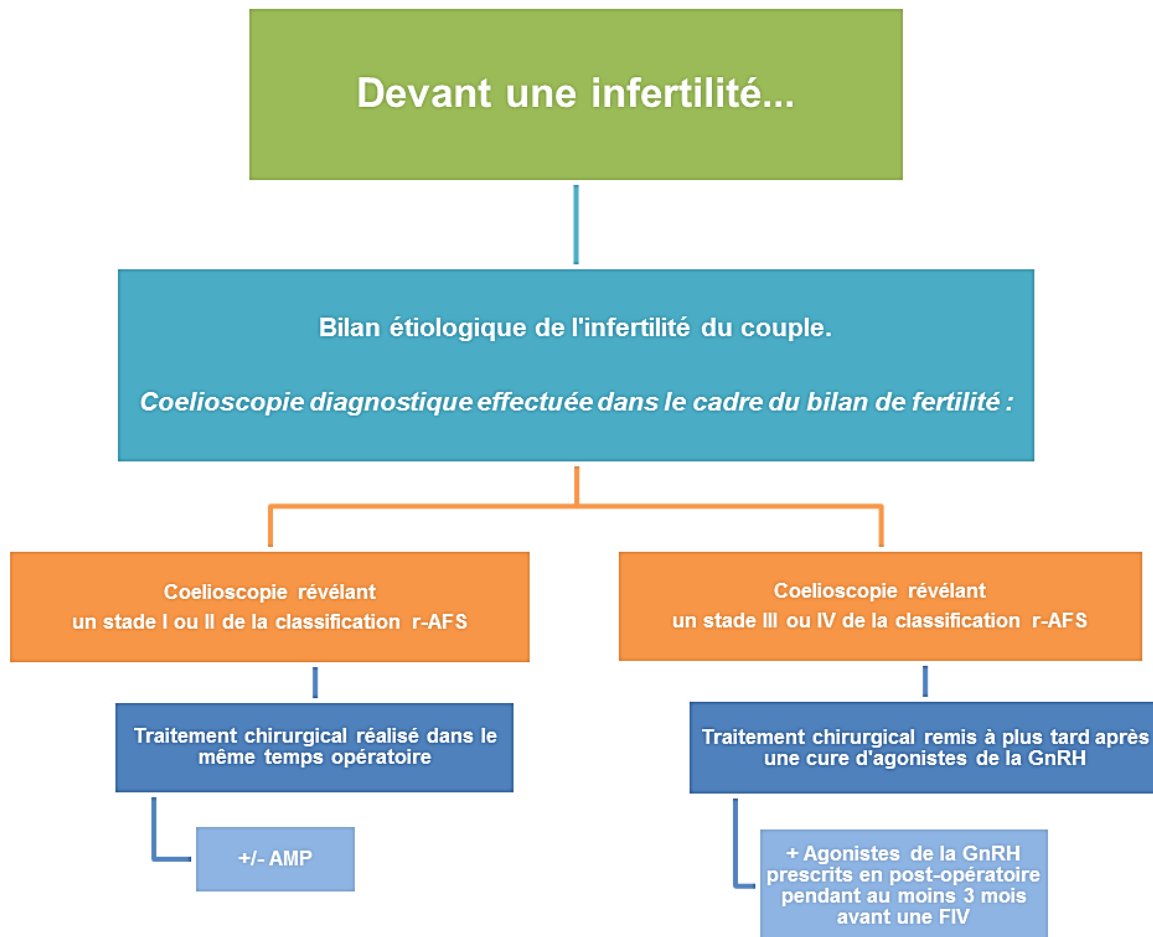 Devant une infertilité...
Bilan étiologique de l'infertilité du couple.
Coelioscopie diagnostique effectuée dans le cadre du bilan de fertilité :
Coelioscopie révélant
un stade I ou II de la classification r-AFS
Traitement chirurgical réalisé dans le
même temps opératoire
+/- AMP
Coelioscopie révélant
un stade III ou IV de la classification r-AFS
Traitement chirurgical remis à plus tard après
une cure d'agonistes de la GnRH
+ Agonistes de la GnRH
prescrits en post-opératoire
pendant au moins 3 mois
avant une FIV